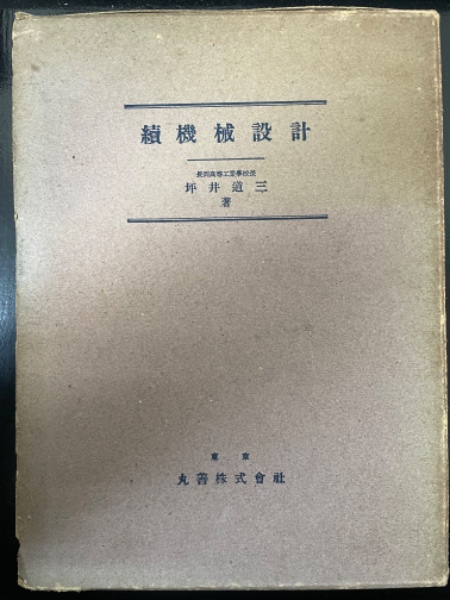 續機械設計
長岡高等工業學校長
坪井道三
著
東京
丸善株式會社